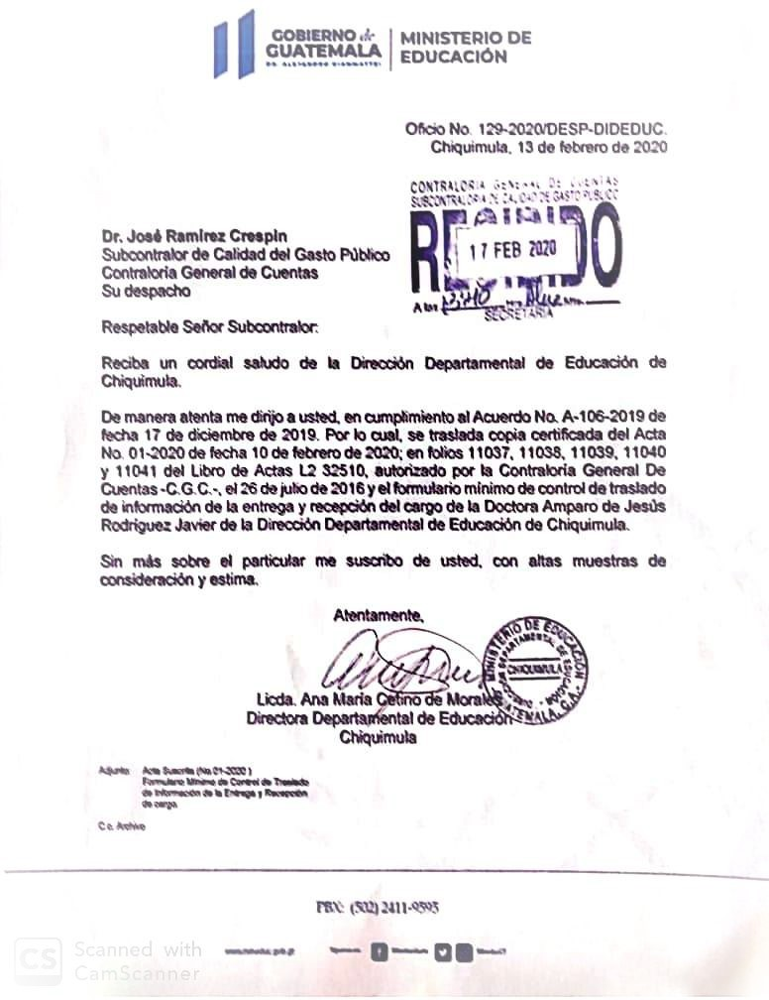 GOBIERNO de
GUATEMALA
DR. ALEJANDRO GIAMMATTEI
MINISTERIO DE
EDUCACIÓN
Oficio No. 129-2020/DESP-DIDEDUC.
Chiquimula, 13 de febrero de 2020
CONTRALORIA GENERAL DE CUENTAS
SUBCONTRALORIA DE CALIDAD DE GASTO PUBLICO
RECIBIDO
17 FEB 2020
A las
SECRETARIA
Dr. José Ramírez Crespin
Subcontralor de Calidad del Gasto Público
Contraloría General de Cuentas
Su despacho
Respetable Señor Subcontralor:
Reciba un cordial saludo de la Dirección Departamental de Educación de
Chiquimula.
De manera atenta me dirijo a usted, en cumplimiento al Acuerdo No. A-106-2019 de
fecha 17 de diciembre de 2019. Por lo cual, se traslada copia certificada del Acta
No. 01-2020 de fecha 10 de febrero de 2020; en folios 11037, 11038, 11039, 11040
y 11041 del Libro de Actas L2 32510, autorizado por la Contraloría General De
Cuentas -C.G.C.-, el 26 de julio de 2016 y el formulario mínimo de control de traslado
de información de la entrega y recepción del cargo de la Doctora Amparo de Jesús
Rodríguez Javier de la Dirección Departamental de Educación de Chiquimula.
Sin más sobre el particular me suscribo de usted, con altas muestras de
consideración y estima.
Atentamente,
MINISTERIO DE EDUCACIÓN
DIRECCIÓN DEPARTAMENTAL DE EDUCACIÓN
CHIQUIMULA
GUATEMALA, C.A.
Licda. Ana María Cetino de Morales
Directora Departamental de Educación
Chiquimula
Adjunto: Acta Suscrita (No.01-2020 )
Formulario Mínimo de Control de Traslado
de Información de la Entrega y Recepción
de cargo.
C.c. Archivo
PBX: (502) 2411-9595
www.mineduc.gob.gt
CS
Scanned with
CamScanner